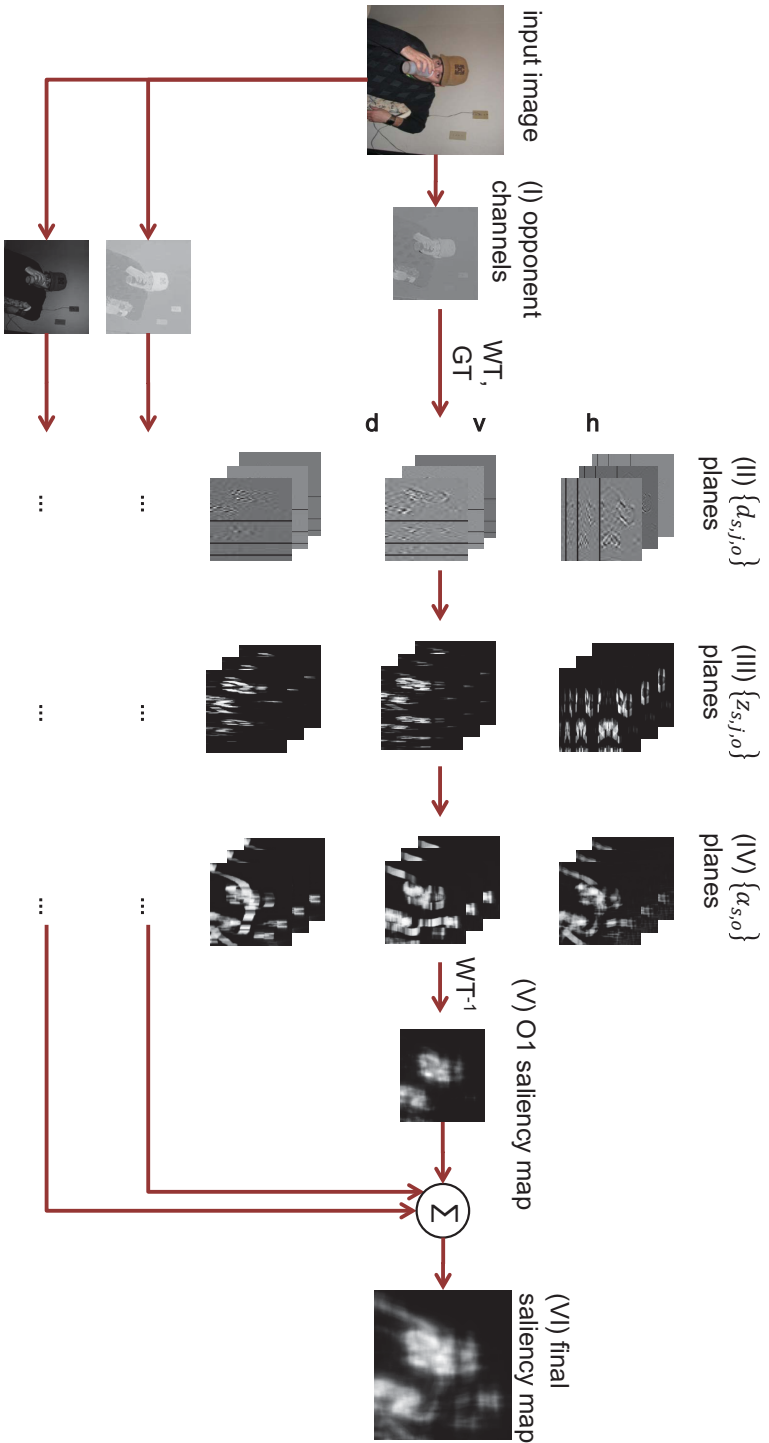 input image
(I) opponent
channels
WT,
GT
(II) {d_{s,j,o}}
planes
h
v
d
(III) {z_{s,j,o}}
planes
(IV) {α_{s,o}}
planes
WT⁻¹
(V) O1 saliency map
Σ
(VI) final
saliency map
...
...
...
...
...
...